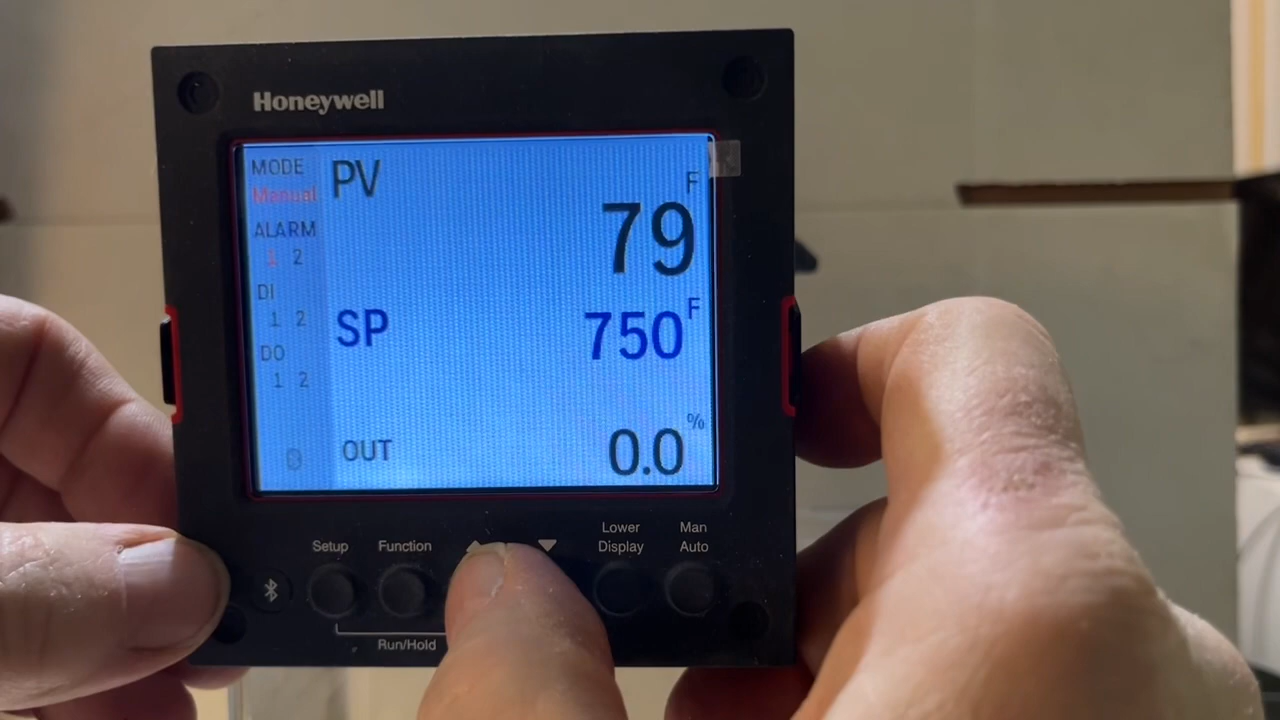 Honeywell
MODE
Manual
PV
F
79
ALARM
1 2
DI
1 2
SP
750
F
DO
1 2
OUT
0.0
%
Setup
Function
Lower
Display
Man
Auto
Run/Hold